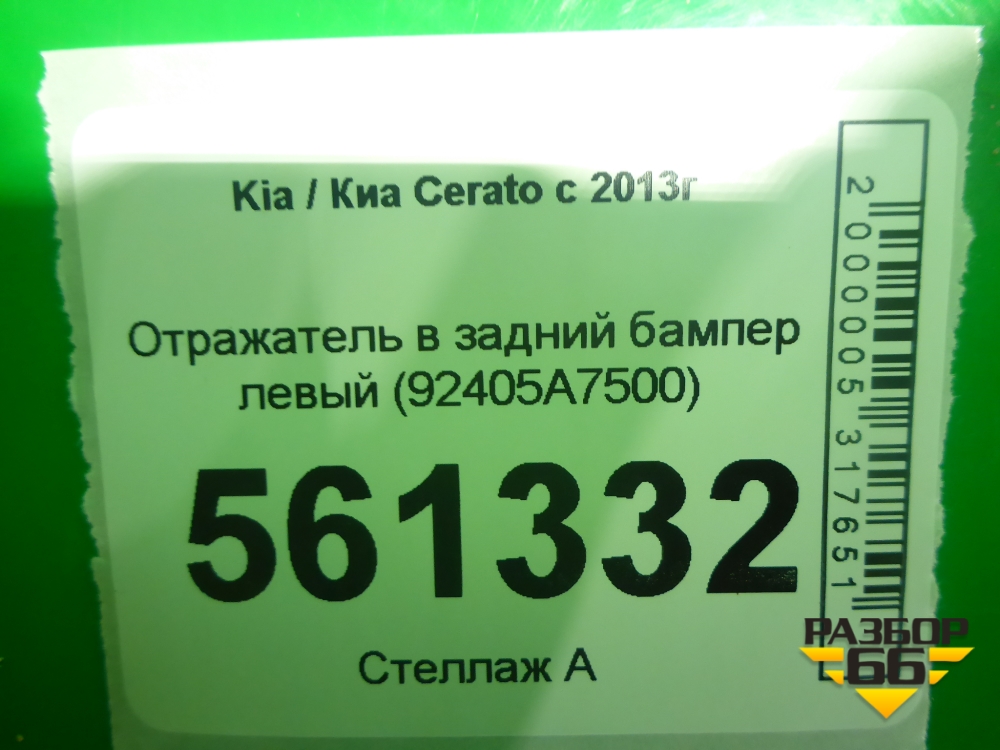 Kia / Киа Cerato с 2013г
Отражатель в задний бампер
левый (92405A7500)
561332
Стеллаж А
2000005317651
РАЗБОР
66